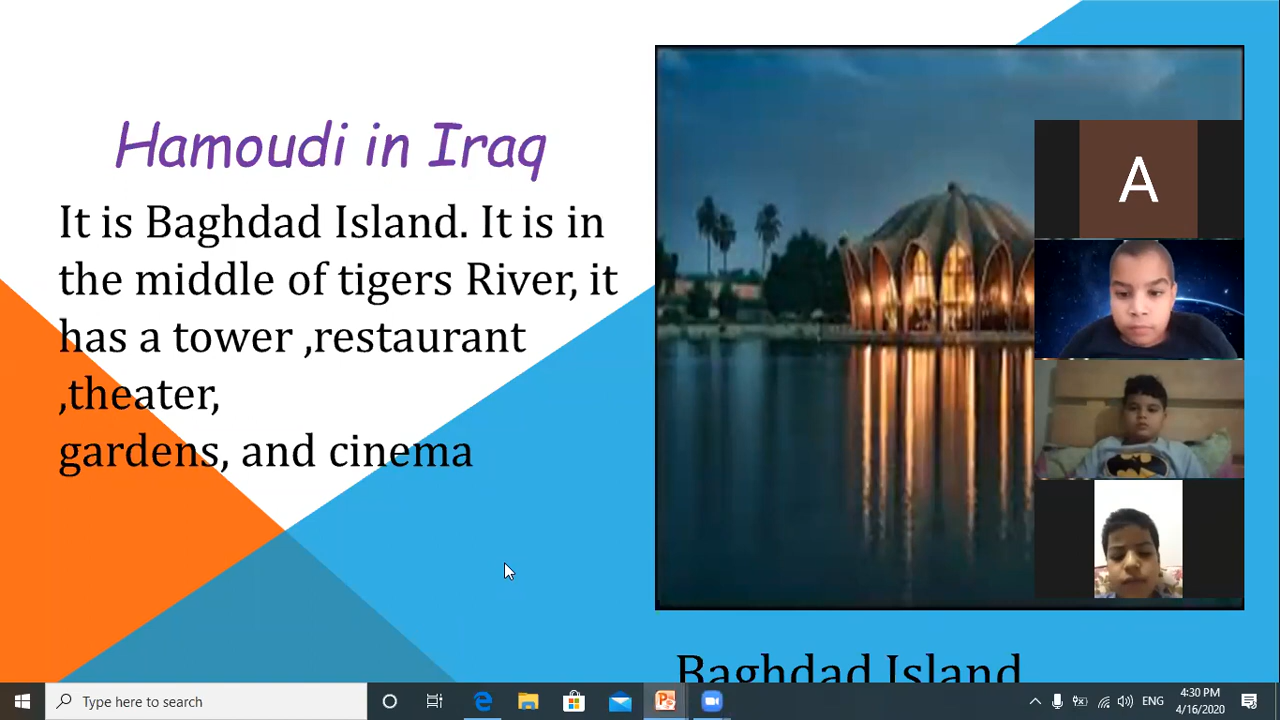 Hamoudi in Iraq
It is Baghdad Island. It is in
the middle of tigers River, it
has a tower ,restaurant
,theater,
gardens, and cinema
A
Baghdad Island
Type here to search
ENG
4:30 PM
4/16/2020